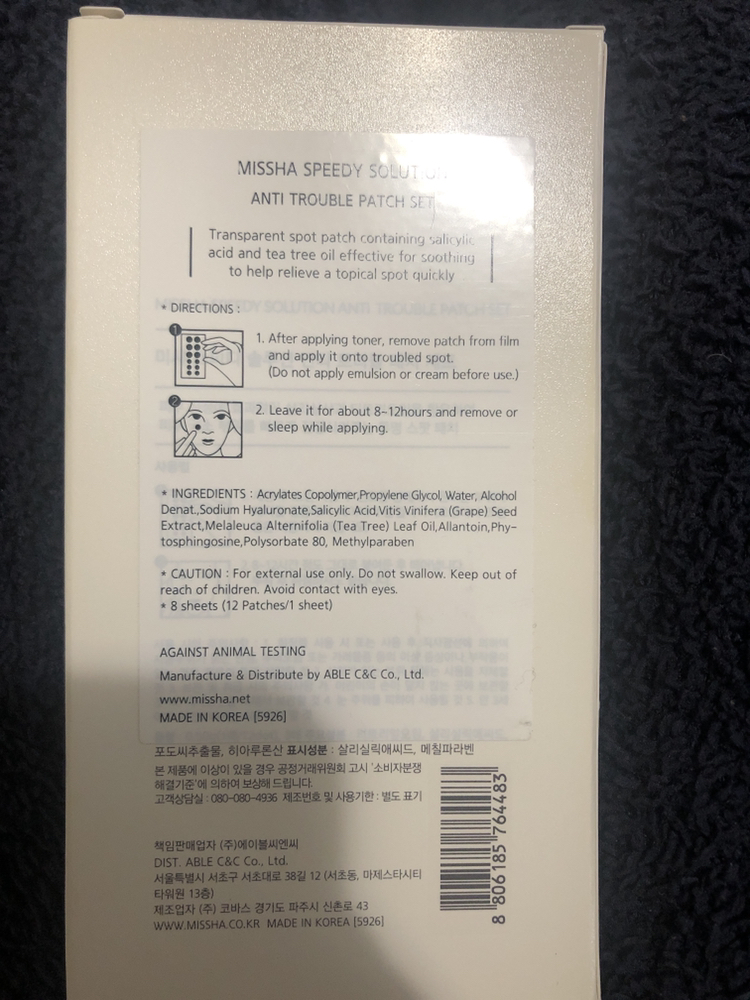 MISSHA SPEEDY SOLUTION
ANTI TROUBLE PATCH SET
Transparent spot patch containing salicylic
acid and tea tree oil effective for soothing
to help relieve a topical spot quickly
* DIRECTIONS :
1
1. After applying toner, remove patch from film
and apply it onto troubled spot.
(Do not apply emulsion or cream before use.)
2
2. Leave it for about 8~12hours and remove or
sleep while applying.
* INGREDIENTS : Acrylates Copolymer,Propylene Glycol, Water, Alcohol
Denat.,Sodium Hyaluronate,Salicylic Acid,Vitis Vinifera (Grape) Seed
Extract,Melaleuca Alternifolia (Tea Tree) Leaf Oil,Allantoin,Phy-
tosphingosine,Polysorbate 80, Methylparaben
* CAUTION : For external use only. Do not swallow. Keep out of
reach of children. Avoid contact with eyes.
* 8 sheets (12 Patches/1 sheet)
AGAINST ANIMAL TESTING
Manufacture & Distribute by ABLE C&C Co., Ltd.
www.missha.net
MADE IN KOREA [5926]
포도씨추출물, 히아루론산 표시성분 : 살리실릭애씨드, 메칠파라벤
본 제품에 이상이 있을 경우 공정거래위원회 고시 '소비자분쟁
해결기준'에 의하여 보상해 드립니다.
고객상담실 : 080-080-4936 제조번호 및 사용기한 : 별도 표기
책임판매업자 (주)에이블씨엔씨
DIST. ABLE C&C Co., Ltd.
서울특별시 서초구 서초대로 38길 12 (서초동, 마제스타시티
타워원 13층)
제조업자 (주) 코바스 경기도 파주시 신촌로 43
WWW.MISSHA.CO.KR MADE IN KOREA [5926]
8 806185 764483